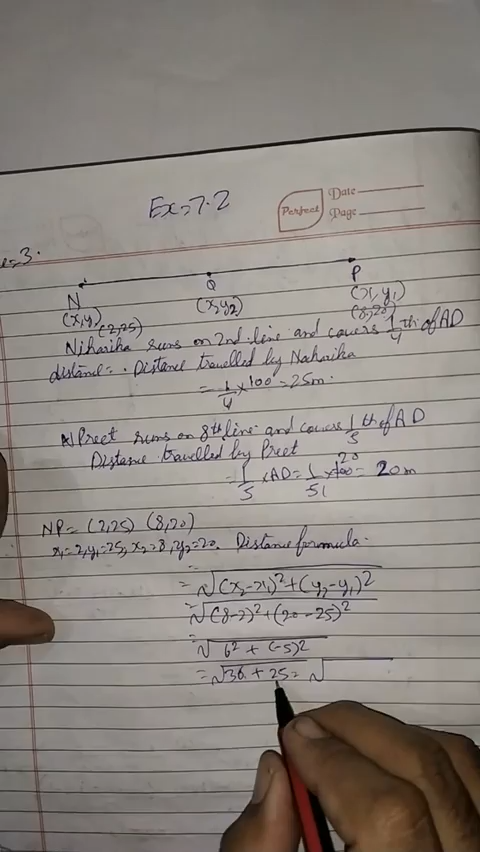 Ex=7.2
Perfect
Date
Page
=3.
N Q P
(x,y) (x2y2) (x, y1)
(2,25) (8,20)
Niharika runs on 2nd line and covers 1/4 th of AD
distance= . Distance travelled by Naharika
= 1/4 × 100 = 25m.
Preet runs on 8th line and covers 1/5 th of AD
Distance travelled by Preet
= 1/5 × AD = 1/5 × 100 = 20m
20
NP = (2,25) (8,20)
x1=2, y1=25, x2=8, y2=20. Distance formula.
= √(x2-x1)²+(y2-y1)²
= √(8-2)²+(20-25)²
= √6² + (-5)²
= √36 + 25 = √